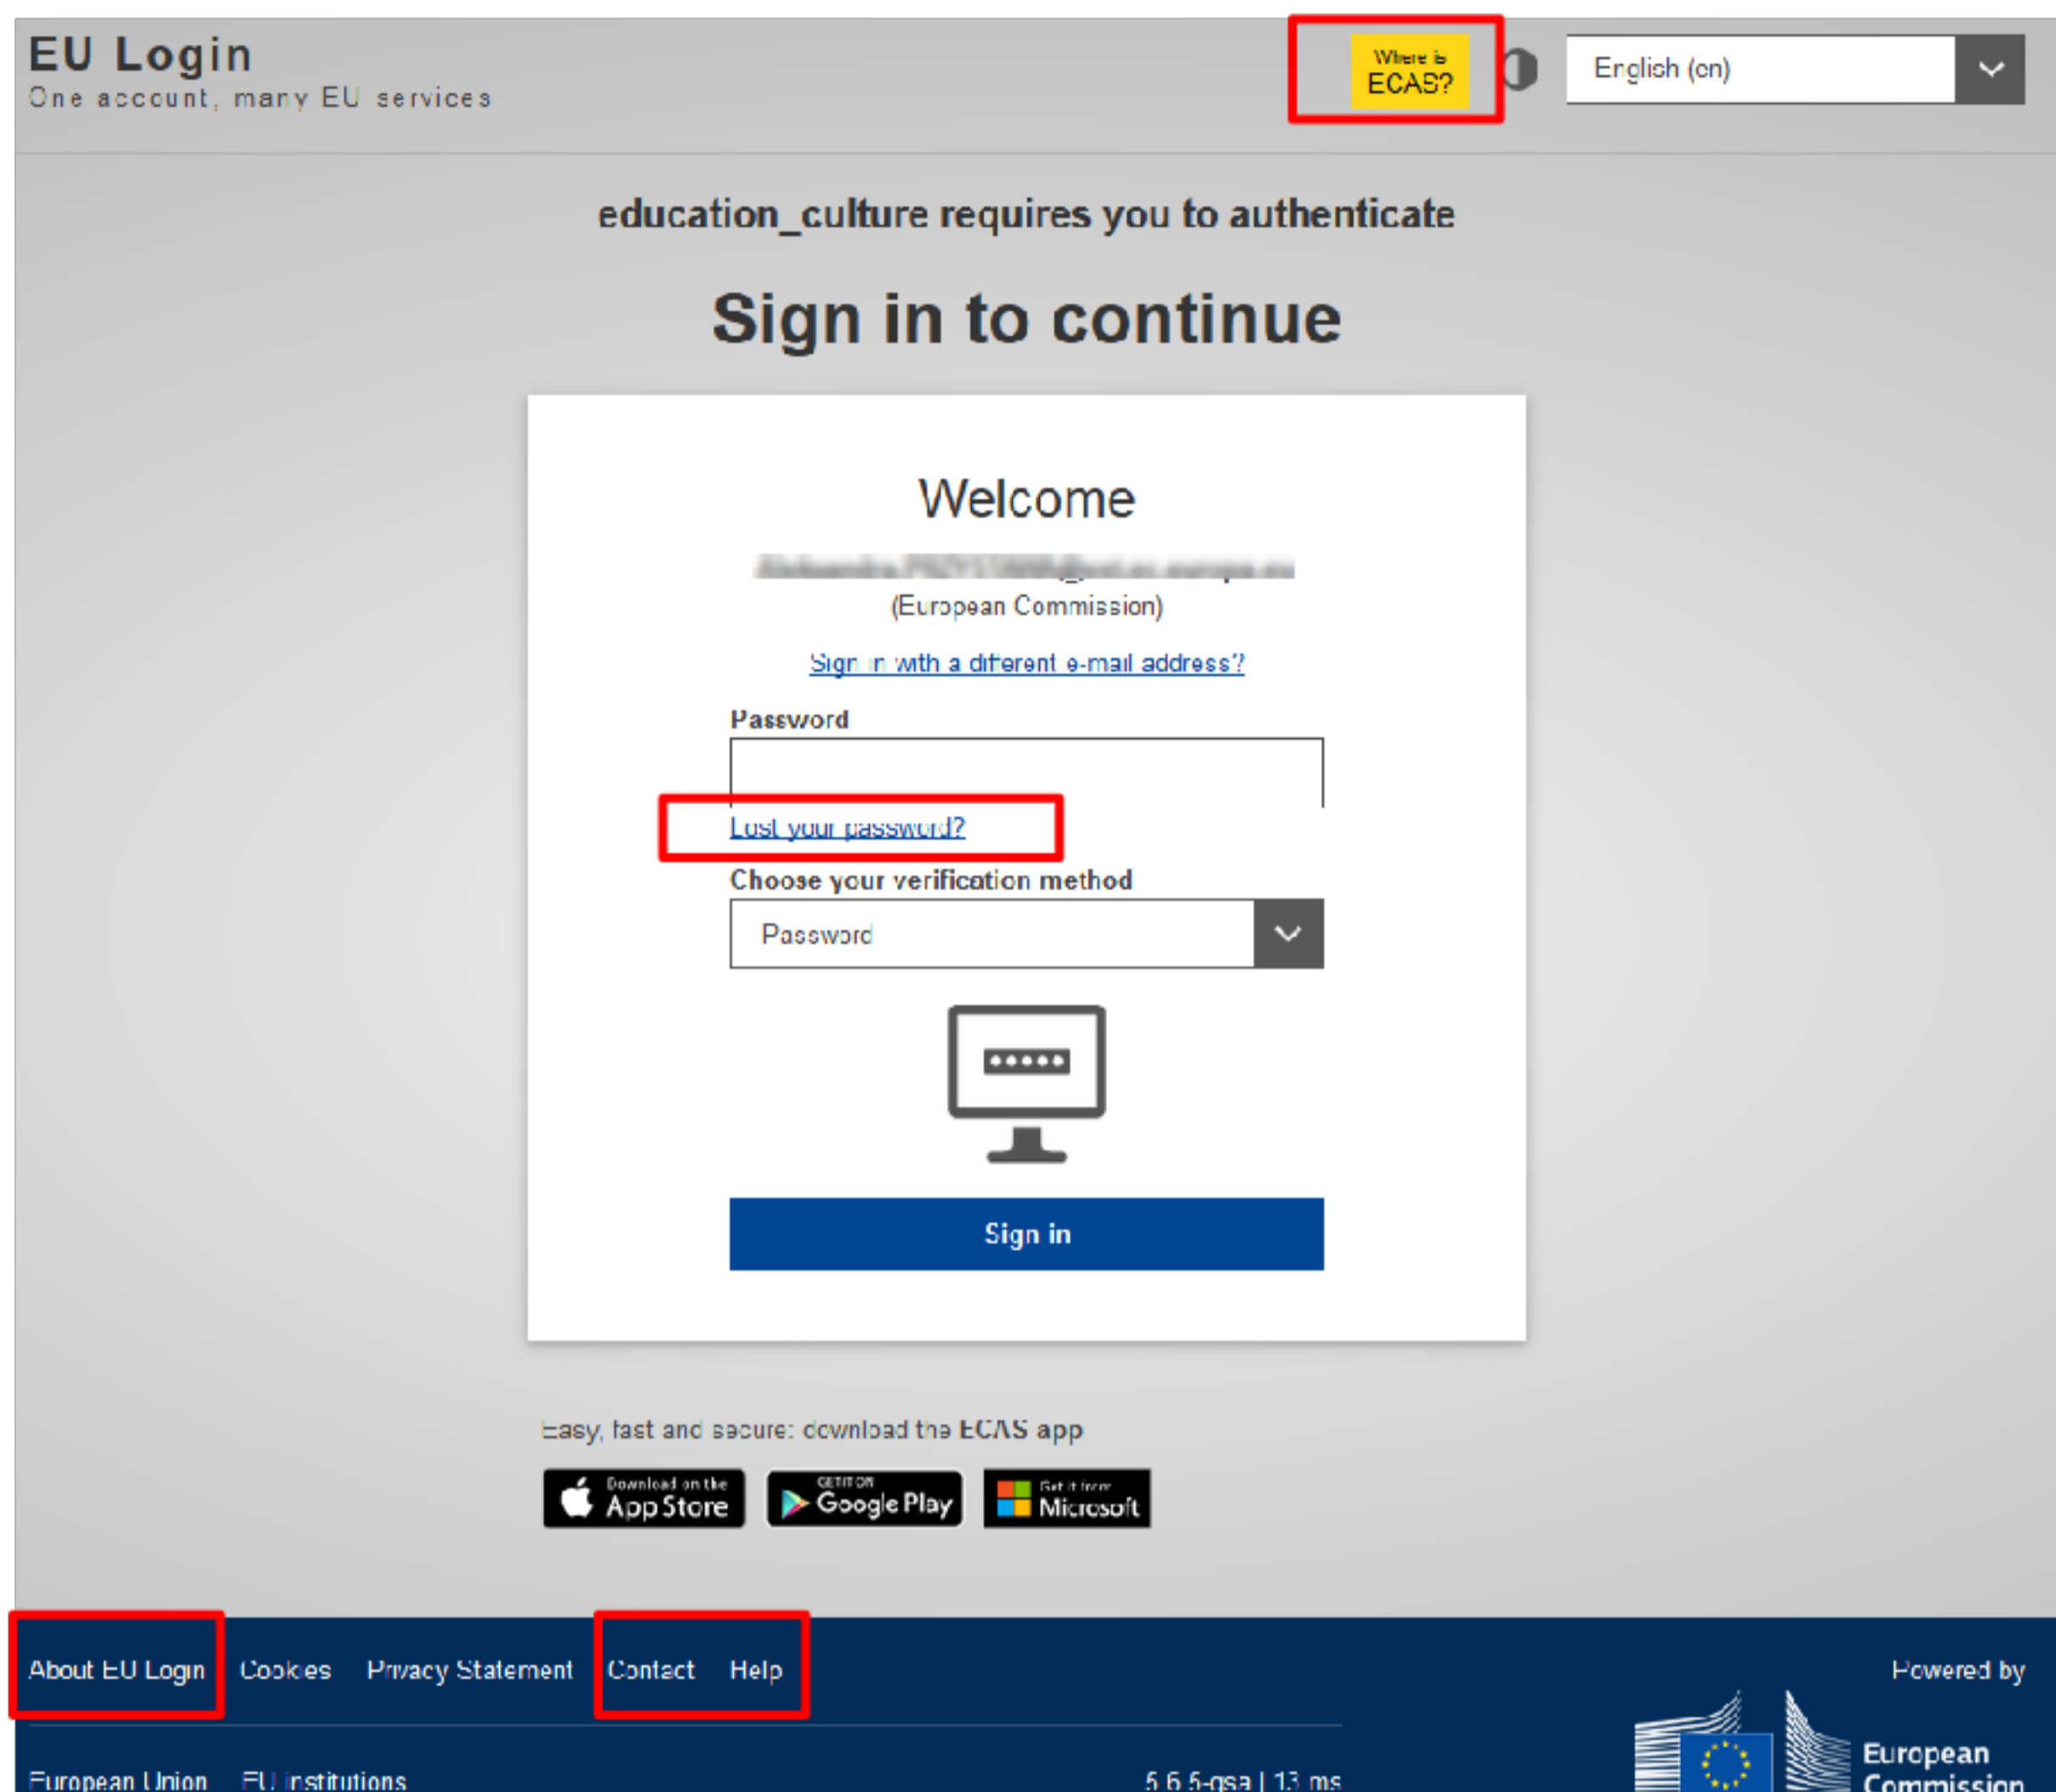 EU Login
One account, many EU services
Where is
ECAS?
English (en)
education_culture requires you to authenticate
Sign in to continue
Welcome
(European Commission)
Sign in with a different e-mail address?
Password
Lost your password?
Choose your verification method
Password
Sign in
Easy, fast and secure: download the ECAS app
Download on the
App Store
GET IT ON
Google Play
Get it from
Microsoft
About EU Login Cookies Privacy Statement Contact Help
Powered by
European Union EU institutions
5.6.5-qsa | 13 ms
European
Commission